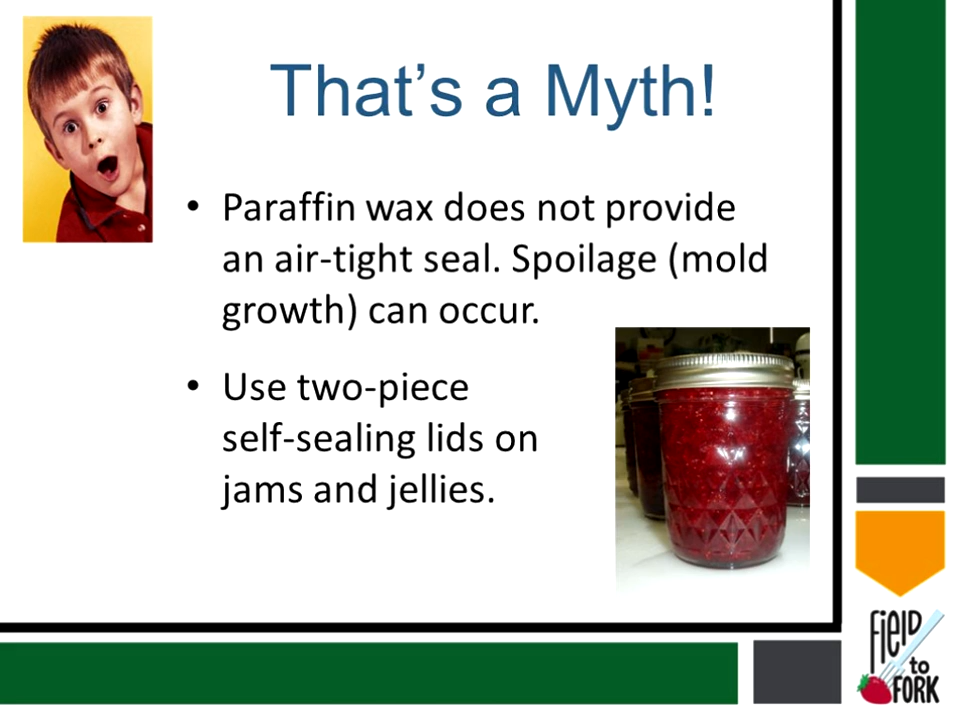 That's a Myth!
• Paraffin wax does not provide
an air-tight seal. Spoilage (mold
growth) can occur.
• Use two-piece
self-sealing lids on
jams and jellies.
FiElD
to
FORK